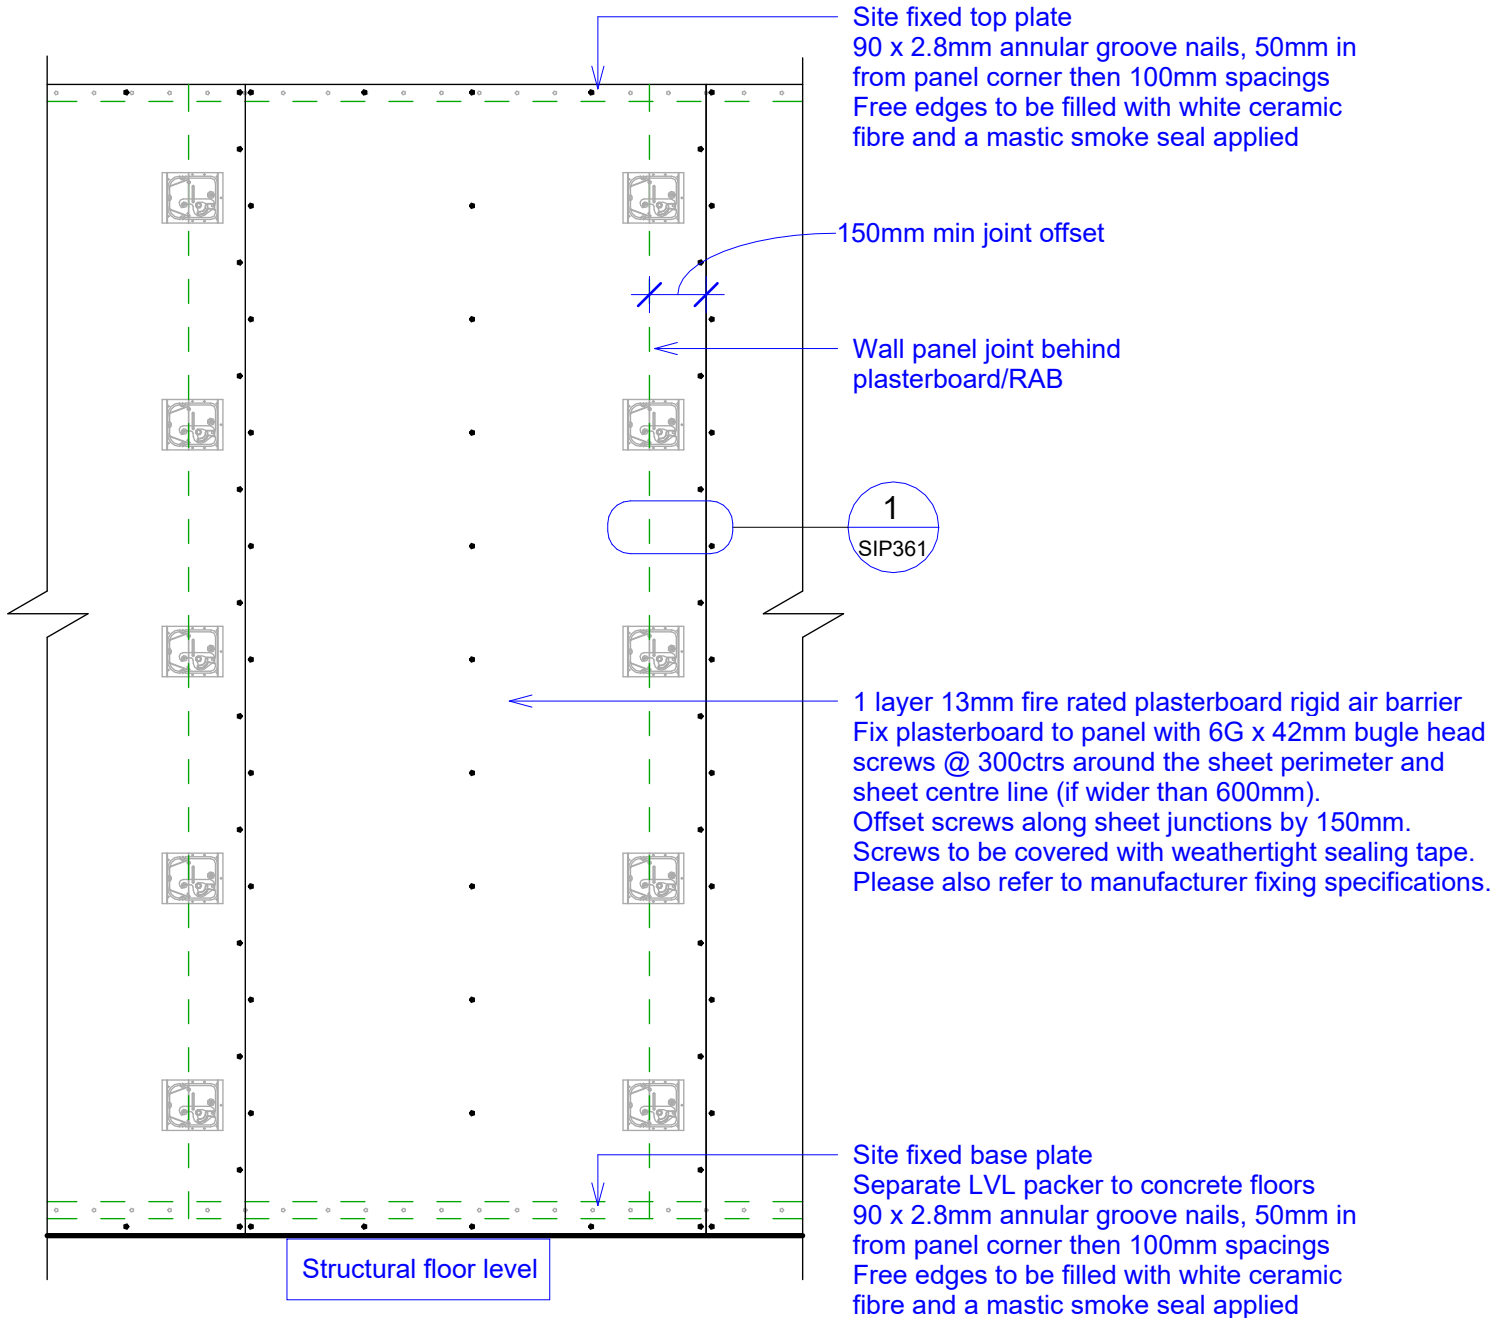 Site fixed top plate
90 x 2.8mm annular groove nails, 50mm in
from panel corner then 100mm spacings
Free edges to be filled with white ceramic
fibre and a mastic smoke seal applied
150mm min joint offset
Wall panel joint behind
plasterboard/RAB
1
SIP361
1 layer 13mm fire rated plasterboard rigid air barrier
Fix plasterboard to panel with 6G x 42mm bugle head
screws @ 300ctrs around the sheet perimeter and
sheet centre line (if wider than 600mm).
Offset screws along sheet junctions by 150mm.
Screws to be covered with weathertight sealing tape.
Please also refer to manufacturer fixing specifications.
Site fixed base plate
Separate LVL packer to concrete floors
90 x 2.8mm annular groove nails, 50mm in
from panel corner then 100mm spacings
Free edges to be filled with white ceramic
fibre and a mastic smoke seal applied
Structural floor level